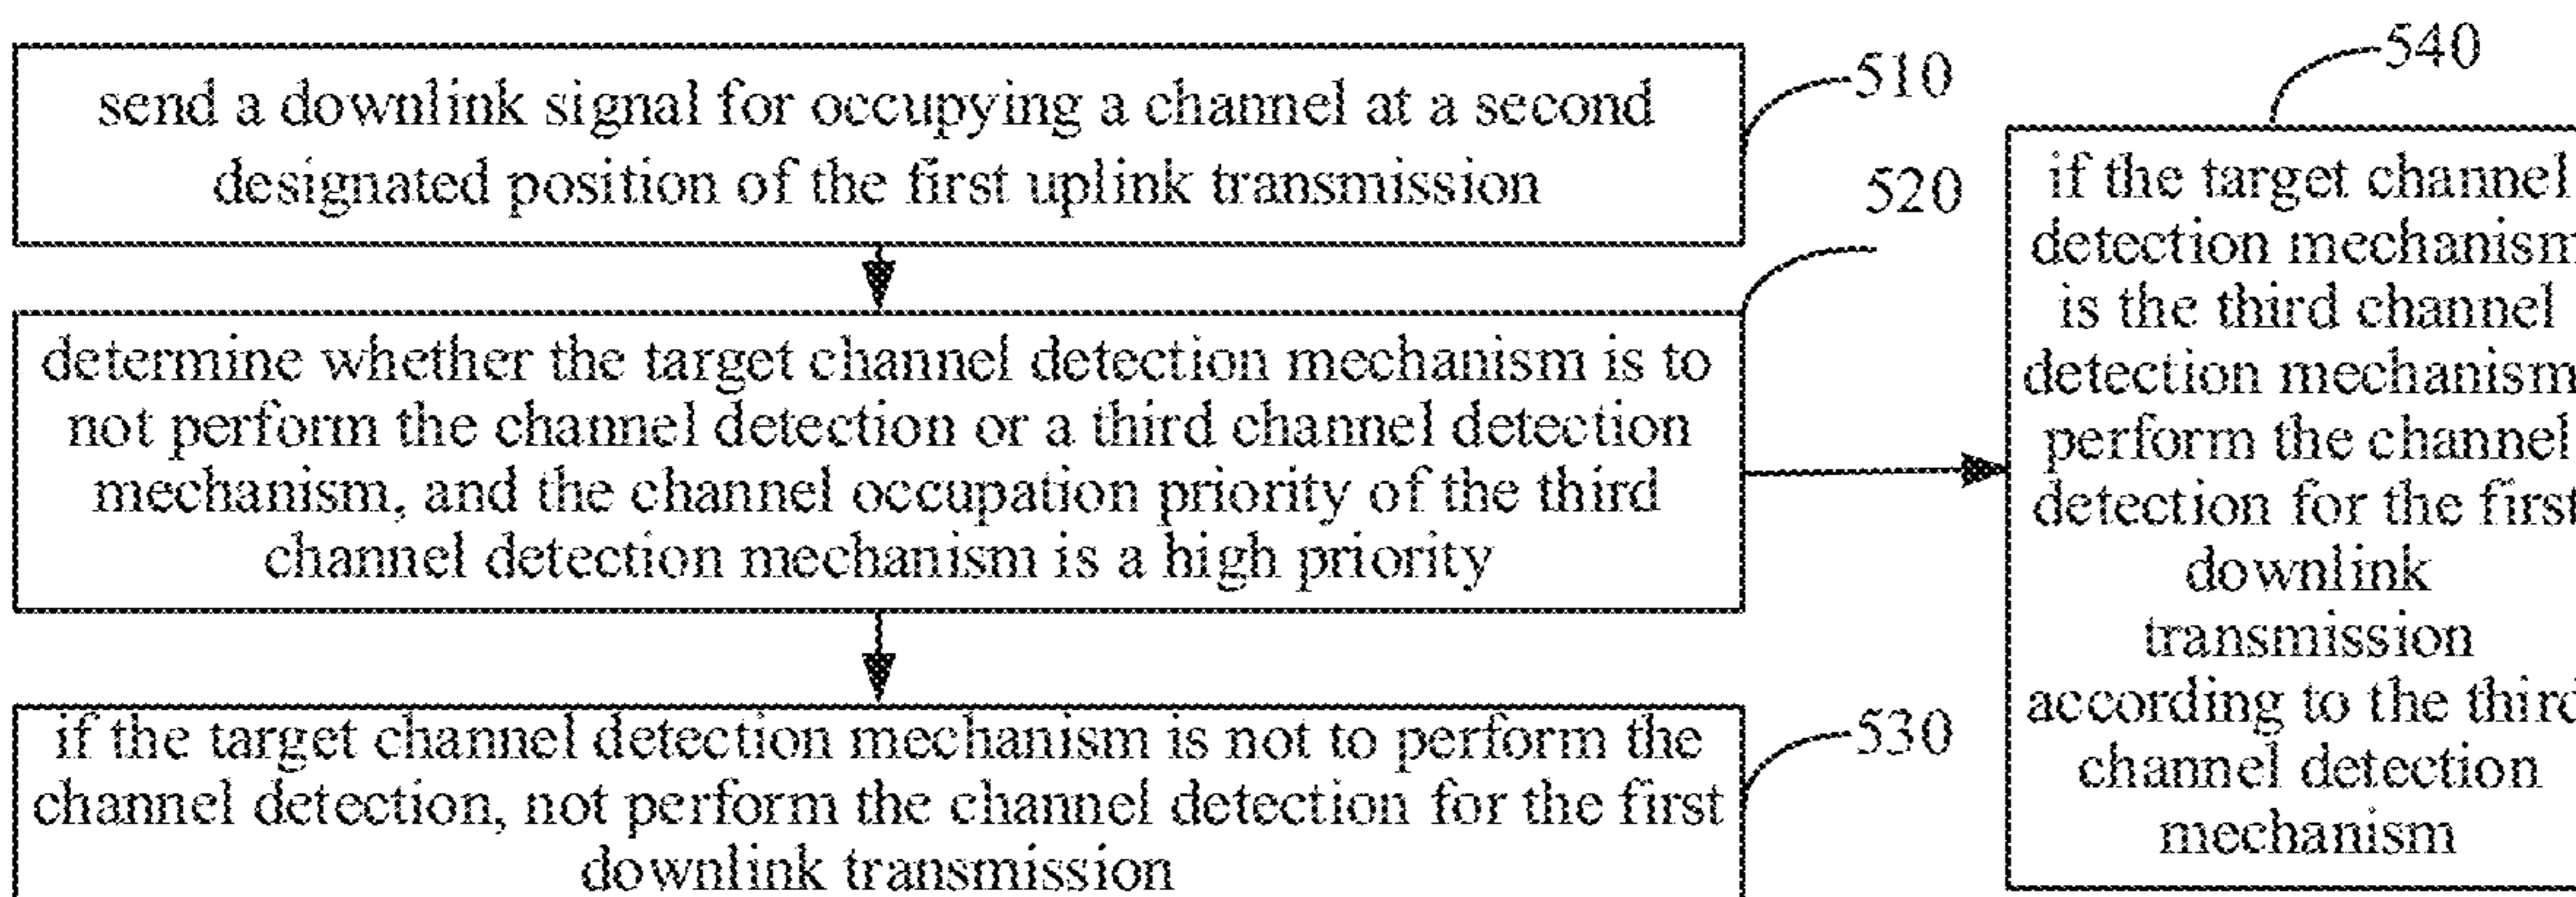 send a downlink signal for occupying a channel at a second
designated position of the first uplink transmission
510
determine whether the target channel detection mechanism is to
not perform the channel detection or a third channel detection
mechanism, and the channel occupation priority of the third
channel detection mechanism is a high priority
520
if the target channel detection mechanism is not to perform the
channel detection, not perform the channel detection for the first
downlink transmission
530
540
if the target channel
detection mechanism
is the third channel
detection mechanism
perform the channel
detection for the first
downlink
transmission
according to the third
channel detection
mechanism